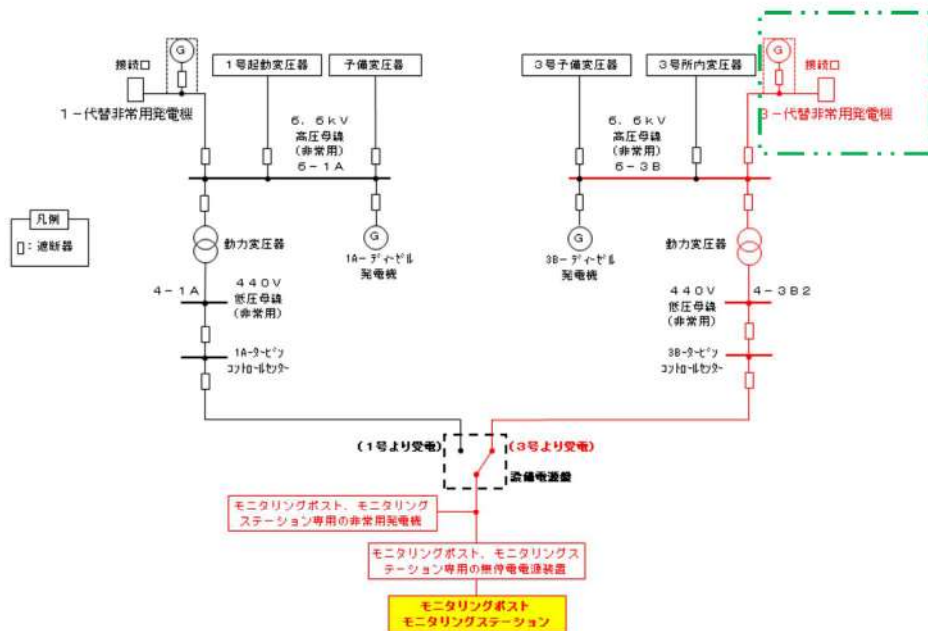 G
接続口
1-代替非常用発電機
1号起動変圧器
予備変圧器
6.6kV
高圧母線
(非常用)
6-1A
3号予備変圧器
3号所内変圧器
6.6kV
高圧母線
(非常用)
6-3B
G
接続口
3-代替非常用発電機
凡例
:遮断器
動力変圧器
G
1A-ディーゼル
発電機
G
3B-ディーゼル
発電機
動力変圧器
4-1A
440V
低圧母線
(非常用)
440V
低圧母線
(非常用)
4-3B2
1A-タービン
コントロールセンター
3B-タービン
コントロールセンター
(1号より受電)
(3号より受電)
電源盤
モニタリングポスト、モニタリング
ステーション専用の非常用発電機
モニタリングポスト、モニタリングス
テーション専用の無停電電源装置
モニタリングポスト
モニタリングステーション